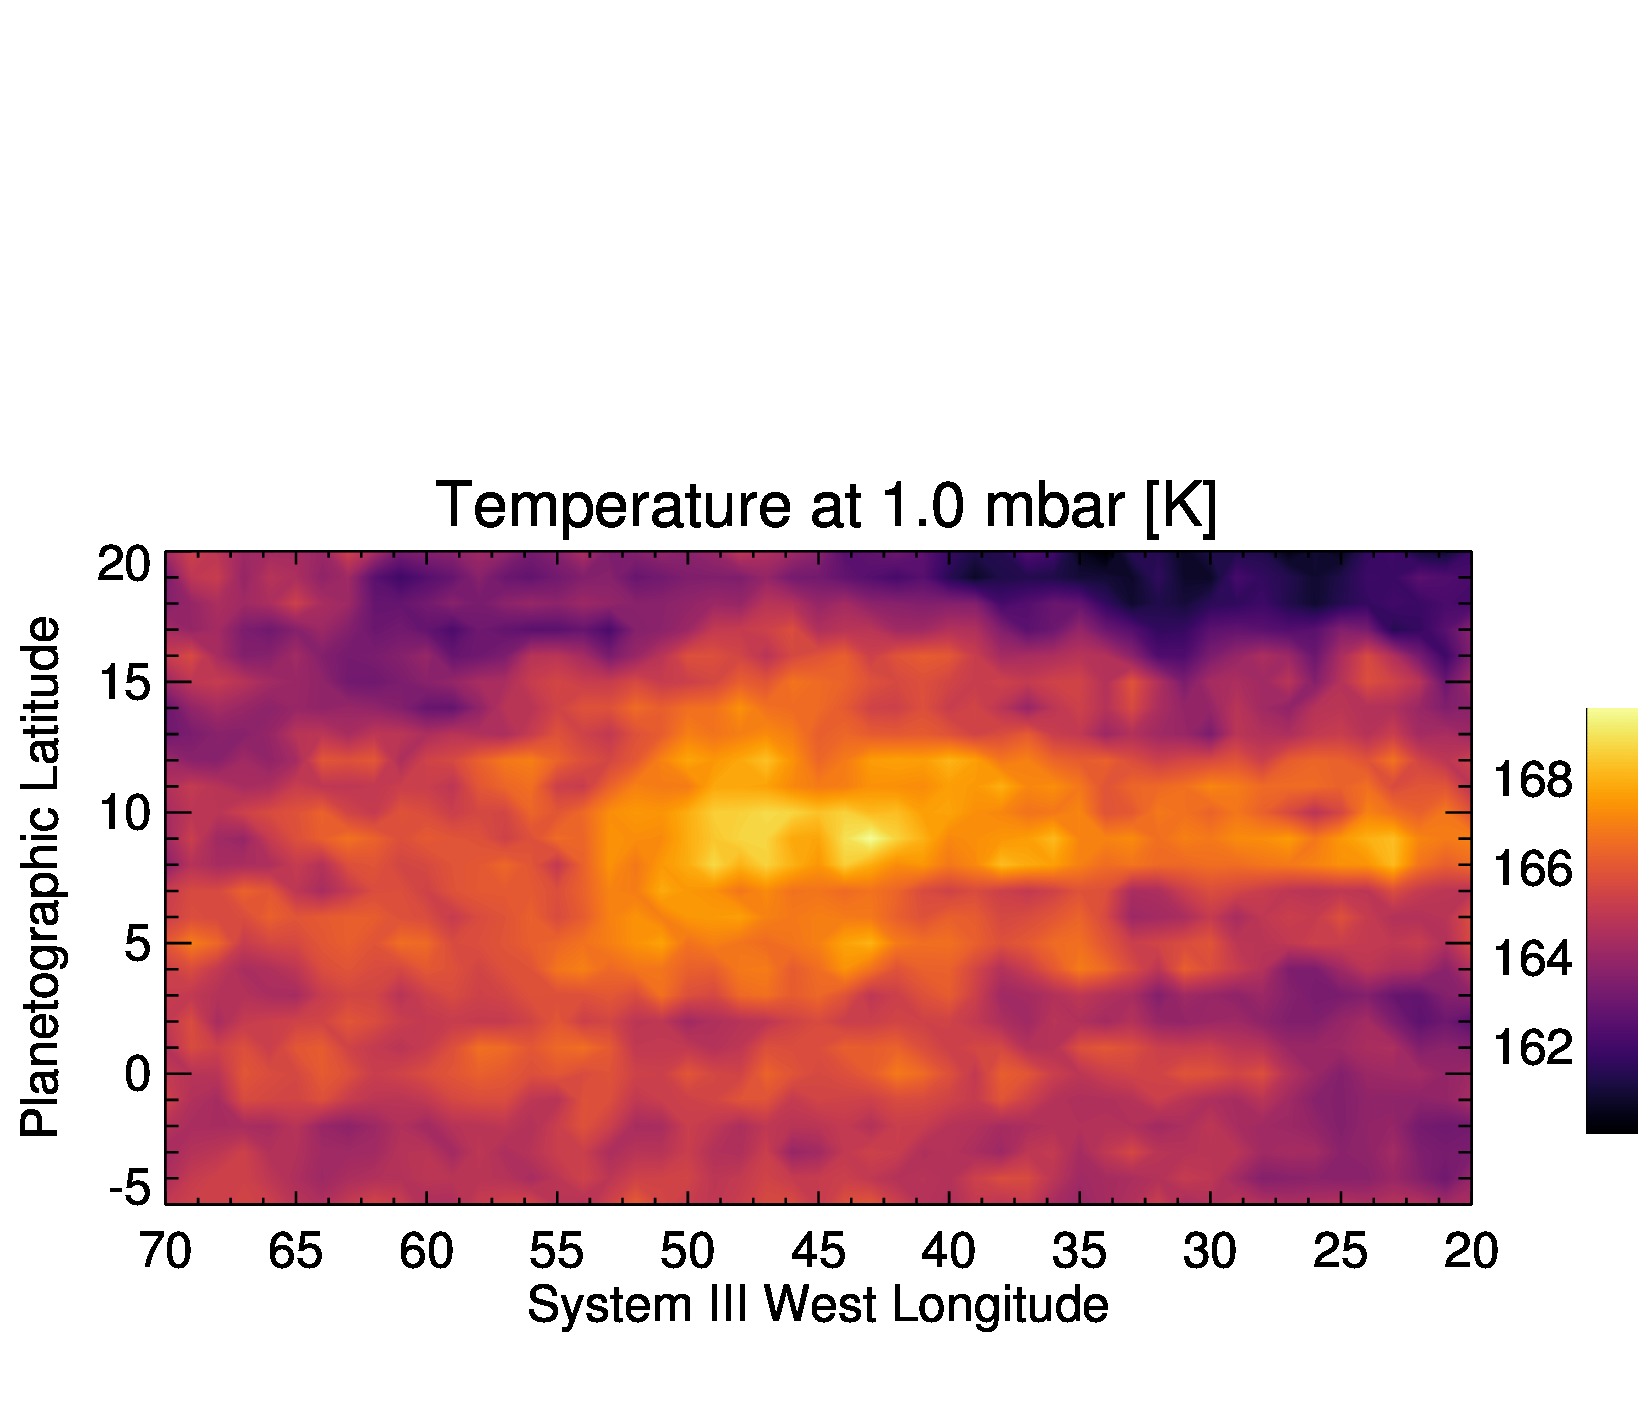 Temperature at 1.0 mbar [K]
20
15
10
5
0
-5
Planetographic Latitude
70 65 60 55 50 45 40 35 30 25 20
System III West Longitude
168
166
164
162